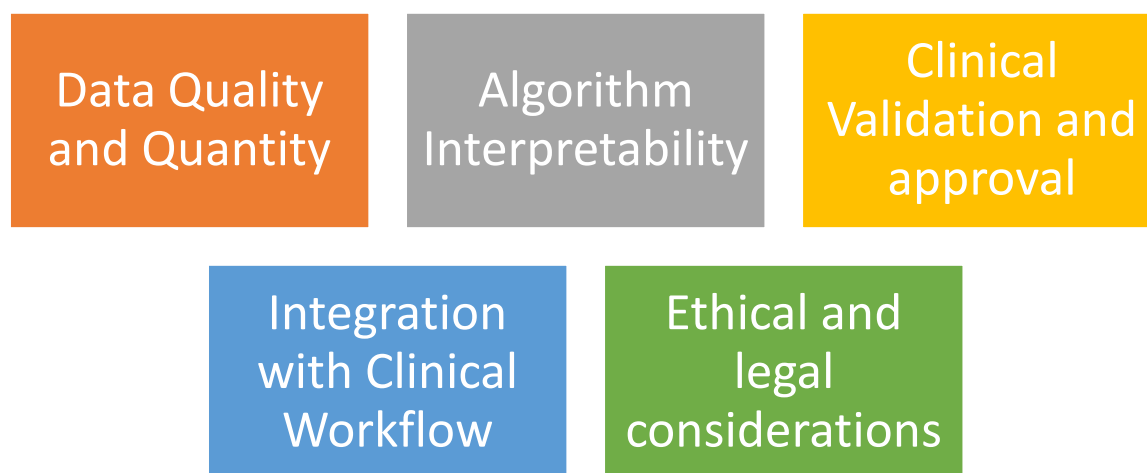 Data Quality
and Quantity
Algorithm
Interpretability
Clinical
Validation and
approval
Integration
with Clinical
Workflow
Ethical and
legal
considerations